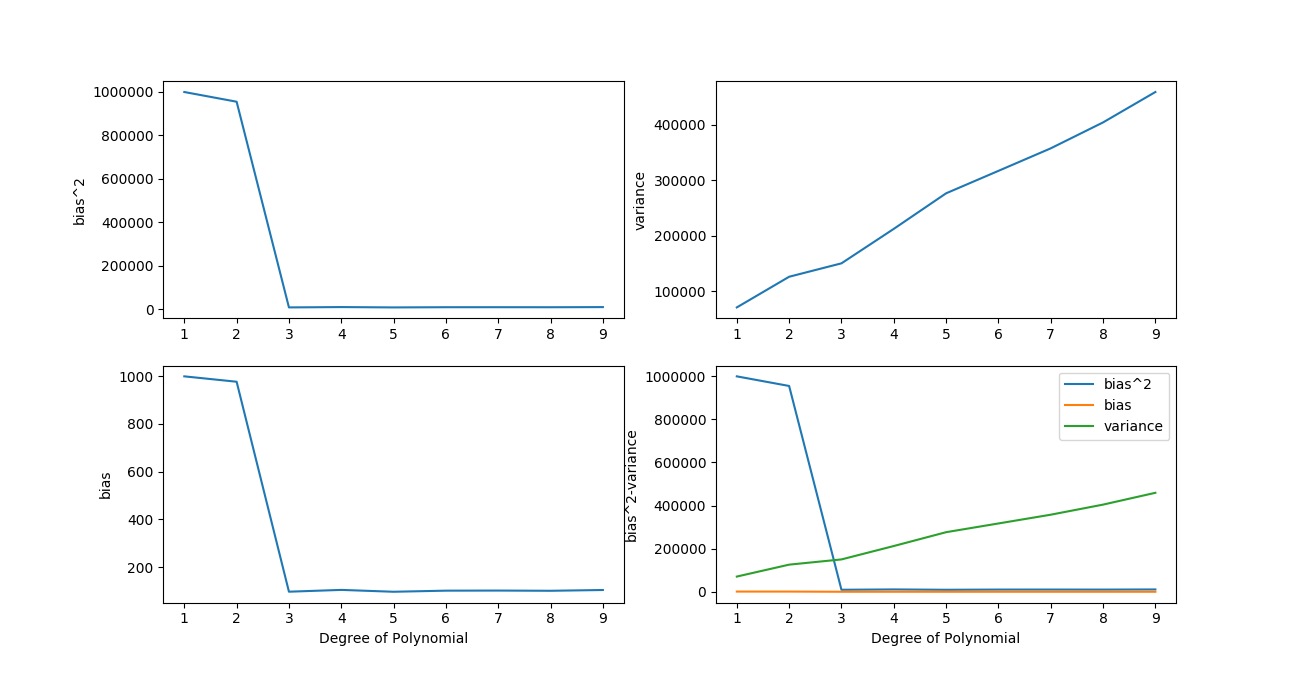 1000000
800000
600000
400000
200000
0
bias^2
1 2 3 4 5 6 7 8 9
400000
300000
200000
100000
variance
1 2 3 4 5 6 7 8 9
1000
800
600
400
200
bias
1 2 3 4 5 6 7 8 9
Degree of Polynomial
1000000
800000
600000
400000
200000
0
bias^2-variance
bias^2
bias
variance
1 2 3 4 5 6 7 8 9
Degree of Polynomial